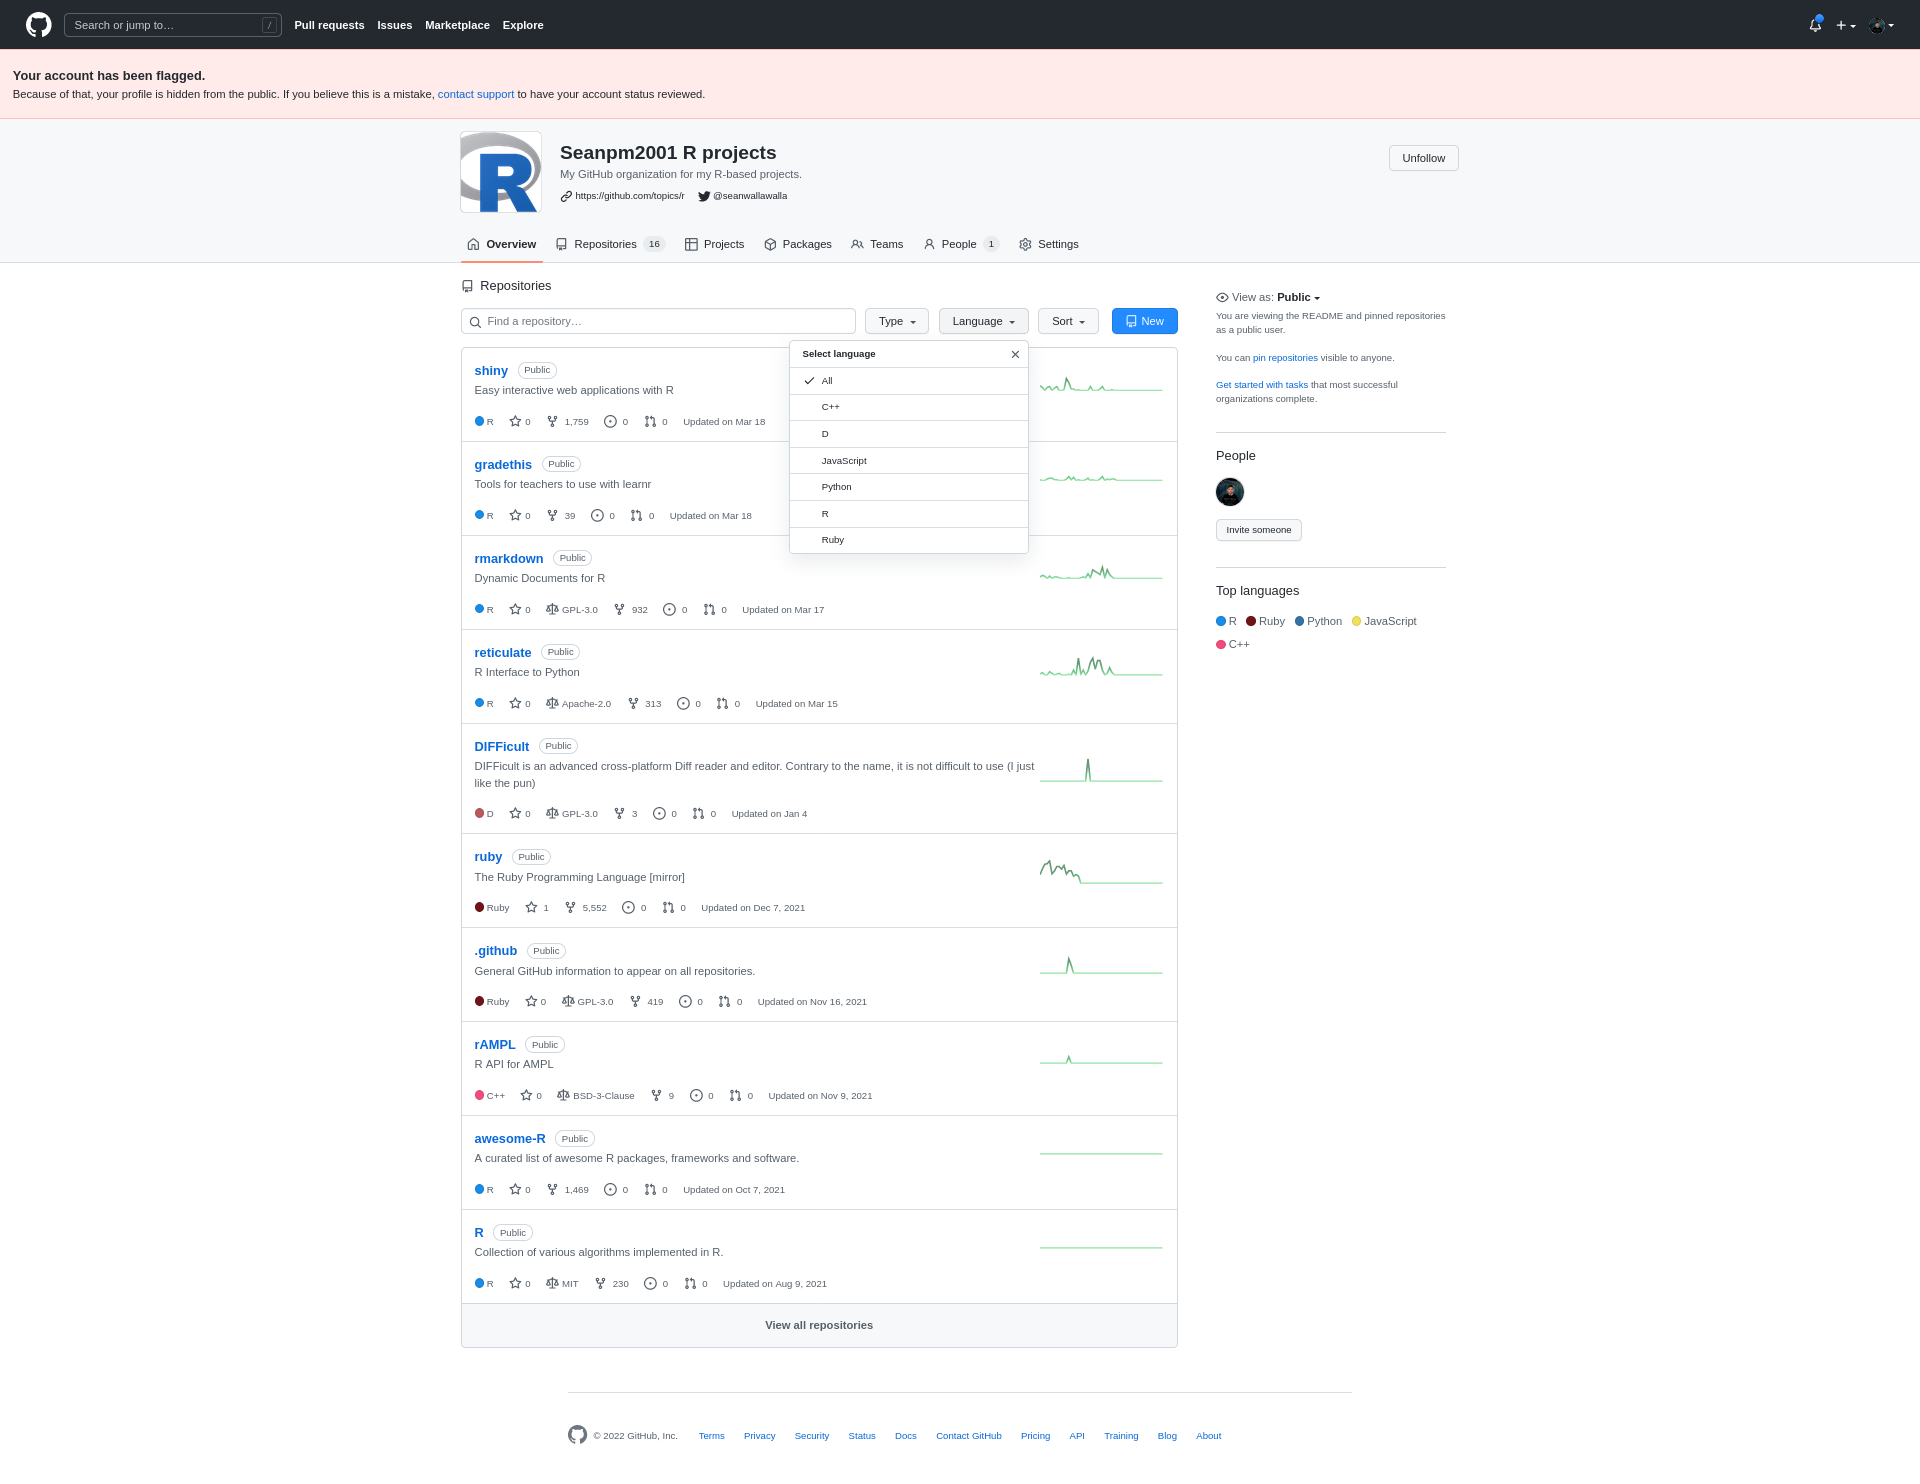 Search or jump to…
/
Pull requests Issues Marketplace Explore
Your account has been flagged.
Because of that, your profile is hidden from the public. If you believe this is a mistake, contact support to have your account status reviewed.
R
Seanpm2001 R projects
My GitHub organization for my R-based projects.
https://github.com/topics/r @seanwallawalla
Unfollow
Overview Repositories 16 Projects Packages Teams People 1 Settings
Repositories
Find a repository…
Type Language Sort New
Select language
All
C++
D
JavaScript
Python
R
Ruby
shiny Public
Easy interactive web applications with R
R 0 1,759 0 0 Updated on Mar 18
gradethis Public
Tools for teachers to use with learnr
R 0 39 0 0 Updated on Mar 18
rmarkdown Public
Dynamic Documents for R
R 0 GPL-3.0 932 0 0 Updated on Mar 17
reticulate Public
R Interface to Python
R 0 Apache-2.0 313 0 0 Updated on Mar 15
DIFFicult Public
DIFFicult is an advanced cross-platform Diff reader and editor. Contrary to the name, it is not difficult to use (I just
like the pun)
D 0 GPL-3.0 3 0 0 Updated on Jan 4
ruby Public
The Ruby Programming Language [mirror]
Ruby 1 5,552 0 0 Updated on Dec 7, 2021
.github Public
General GitHub information to appear on all repositories.
Ruby 0 GPL-3.0 419 0 0 Updated on Nov 16, 2021
rAMPL Public
R API for AMPL
C++ 0 BSD-3-Clause 9 0 0 Updated on Nov 9, 2021
awesome-R Public
A curated list of awesome R packages, frameworks and software.
R 0 1,469 0 0 Updated on Oct 7, 2021
R Public
Collection of various algorithms implemented in R.
R 0 MIT 230 0 0 Updated on Aug 9, 2021
View all repositories
View as: Public
You are viewing the README and pinned repositories
as a public user.
You can pin repositories visible to anyone.
Get started with tasks that most successful
organizations complete.
People
Invite someone
Top languages
R Ruby Python JavaScript
C++
© 2022 GitHub, Inc. Terms Privacy Security Status Docs Contact GitHub Pricing API Training Blog About